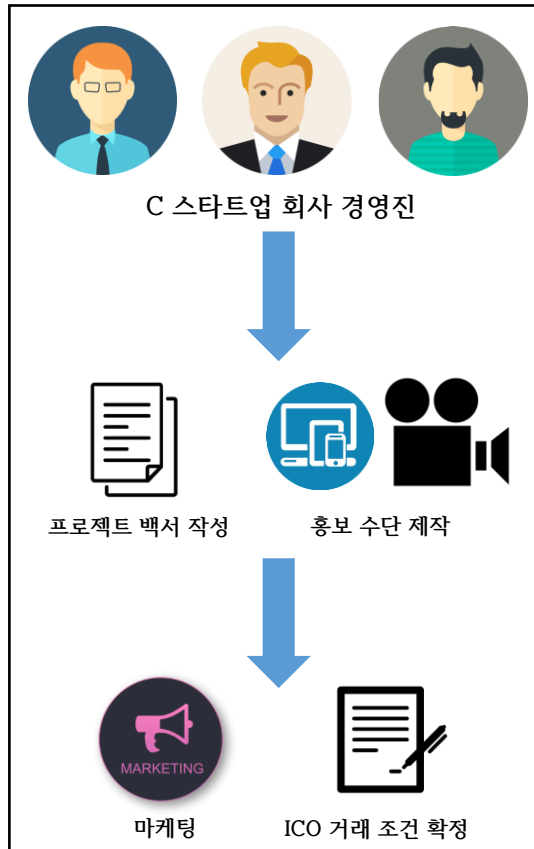 C 스타트업 회사 경영진
프로젝트 백서 작성
홍보 수단 제작
MARKETING
마케팅
ICO 거래 조건 확정